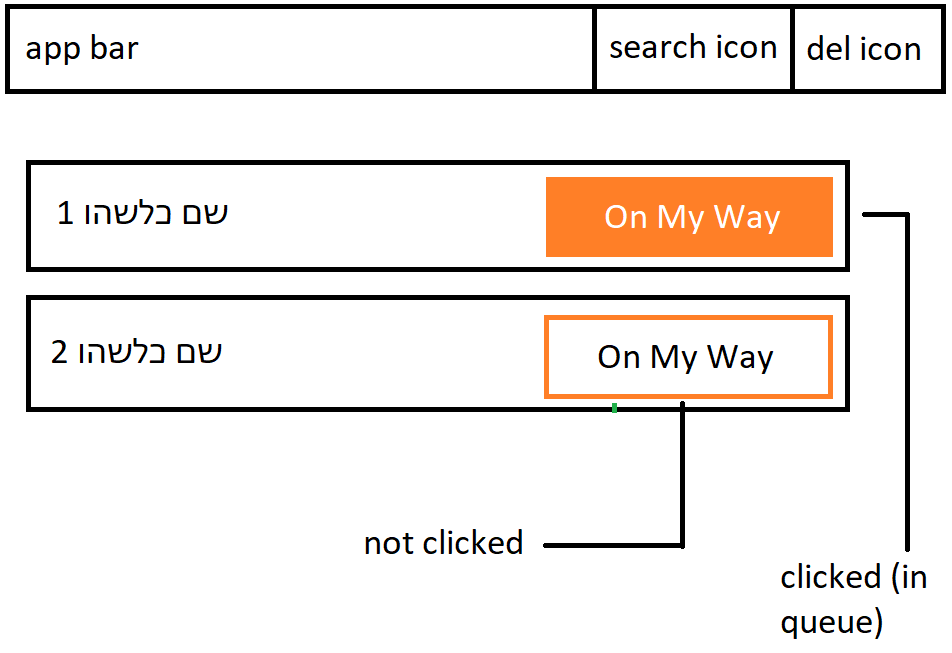 app bar
search icon
del icon
שם כלשהו 1
On My Way
שם כלשהו 2
On My Way
not clicked
clicked (in
queue)